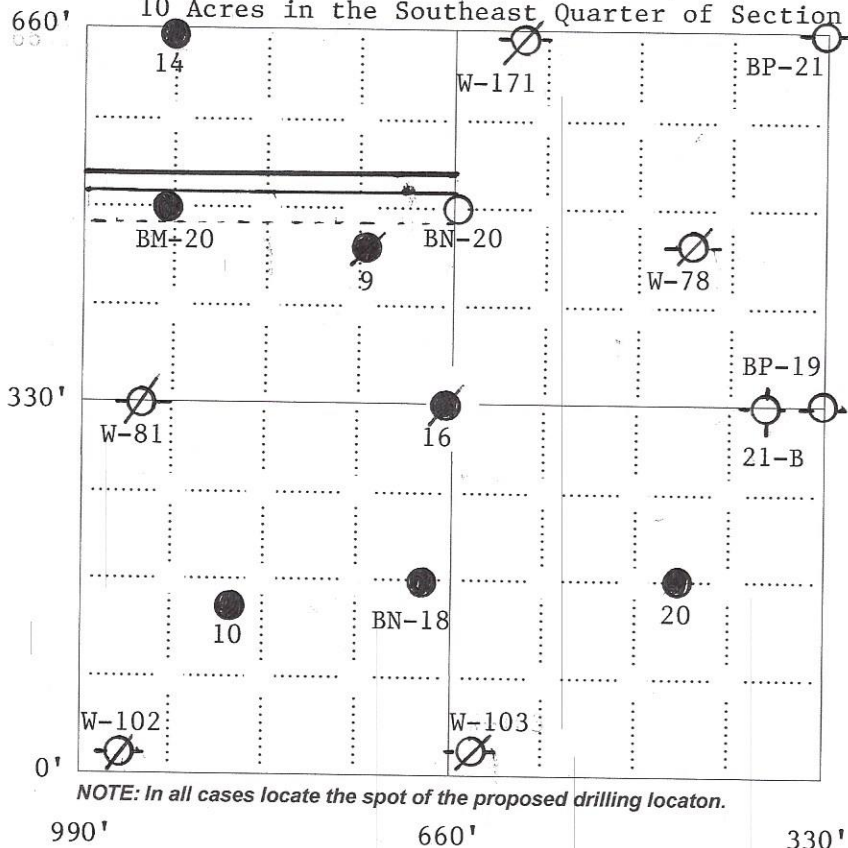 10 Acres in the Southeast Quarter of Section
660'
14
W-171
BP-21
BM-20
BN-20
9
W-78
BP-19
330'
W-81
16
21-B
BN-18
10
20
W-102
W-103
0'
NOTE: In all cases locate the spot of the proposed drilling locaton.
990'
660'
330'